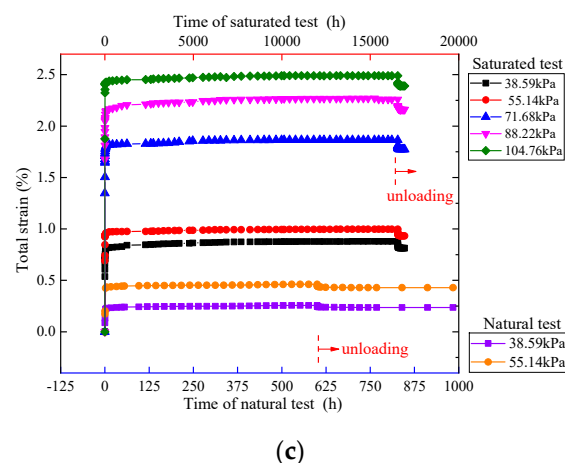 Time of saturated test (h)
0 5000 10000 15000 20000
Saturated test
38.59kPa
55.14kPa
71.68kPa
88.22kPa
104.76kPa
2.5
2.0
1.5
1.0
0.5
0.0
Total strain (%)
unloading
unloading
Natural test
38.59kPa
55.14kPa
-125 0 125 250 375 500 625 750 875 1000
Time of natural test (h)
(c)